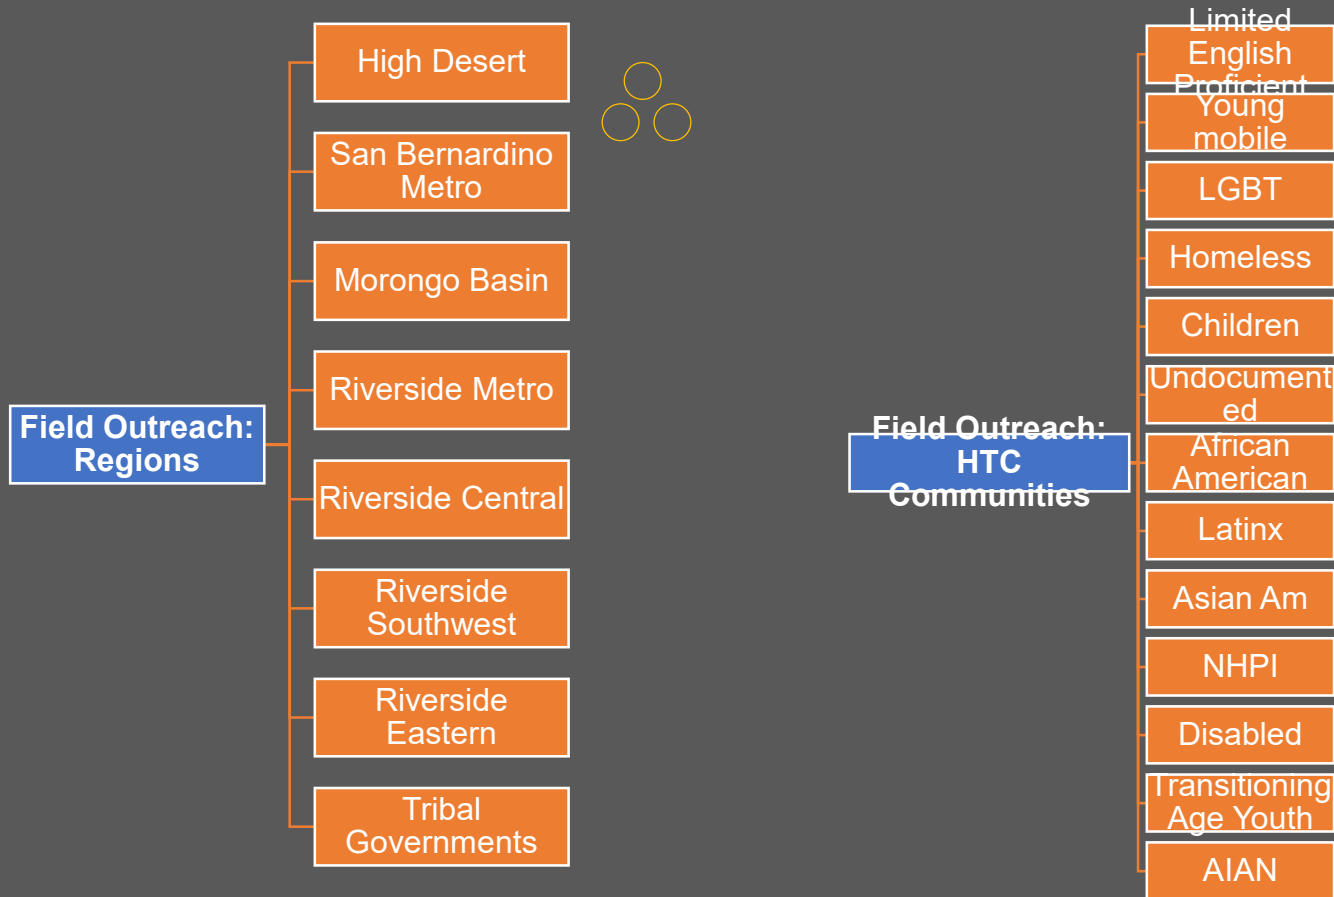 Field Outreach:
Regions
High Desert
San Bernardino
Metro
Morongo Basin
Riverside Metro
Riverside Central
Riverside
Southwest
Riverside
Eastern
Tribal
Governments
Field Outreach:
HTC
Communities
Limited
English
Proficient
Young
mobile
LGBT
Homeless
Children
Undocument
ed
African
American
Latinx
Asian Am
NHPI
Disabled
Transitioning
Age Youth
AIAN